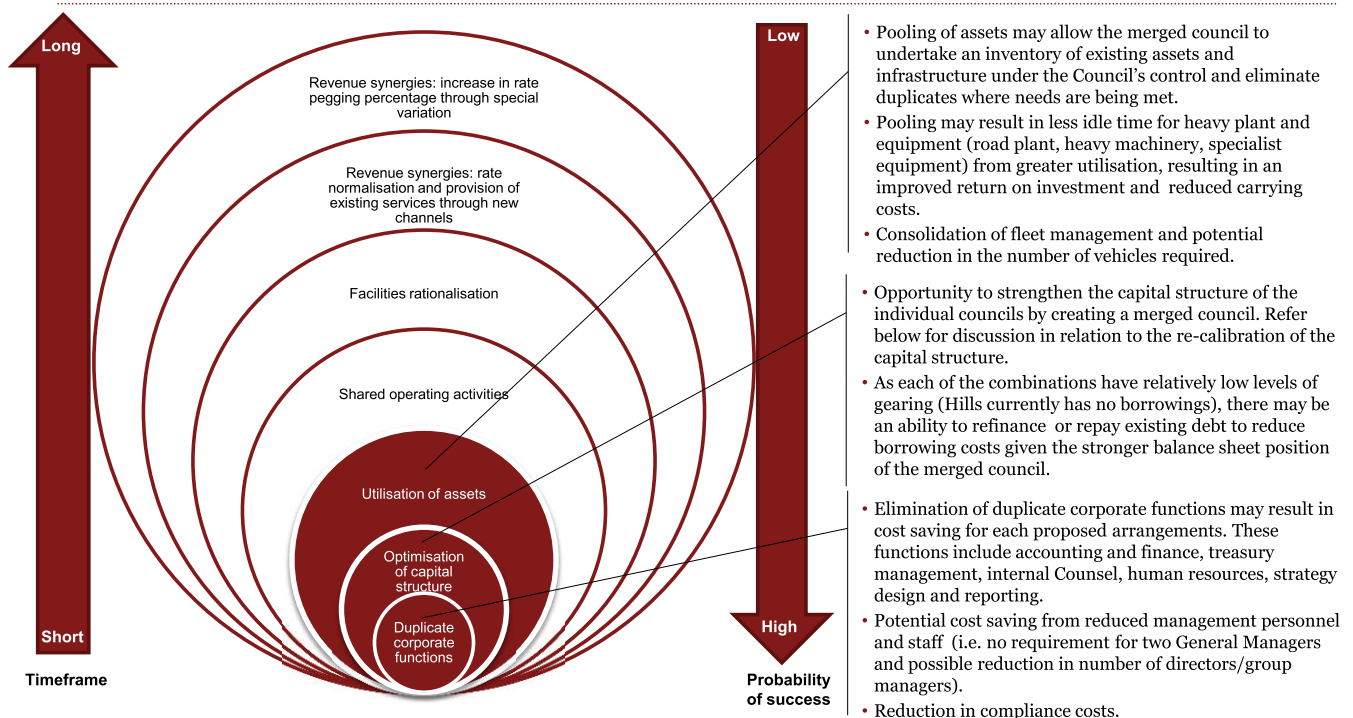 Long
Short
Timeframe
Revenue synergies: increase in rate
pegging percentage through special
variation
Revenue synergies: rate
normalisation and provision of
existing services through new
channels
Facilities rationalisation
Shared operating activities
Utilisation of assets
Optimisation
of capital
structure
Duplicate
corporate
functions
Low
High
Probability
of success
• Pooling of assets may allow the merged council to
undertake an inventory of existing assets and
infrastructure under the Council’s control and eliminate
duplicates where needs are being met.
• Pooling may result in less idle time for heavy plant and
equipment (road plant, heavy machinery, specialist
equipment) from greater utilisation, resulting in an
improved return on investment and reduced carrying
costs.
• Consolidation of fleet management and potential
reduction in the number of vehicles required.
• Opportunity to strengthen the capital structure of the
individual councils by creating a merged council. Refer
below for discussion in relation to the re-calibration of the
capital structure.
• As each of the combinations have relatively low levels of
gearing (Hills currently has no borrowings), there may be
an ability to refinance or repay existing debt to reduce
borrowing costs given the stronger balance sheet position
of the merged council.
• Elimination of duplicate corporate functions may result in
cost saving for each proposed arrangements. These
functions include accounting and finance, treasury
management, internal Counsel, human resources, strategy
design and reporting.
• Potential cost saving from reduced management personnel
and staff (i.e. no requirement for two General Managers
and possible reduction in number of directors/group
managers).
• Reduction in compliance costs.